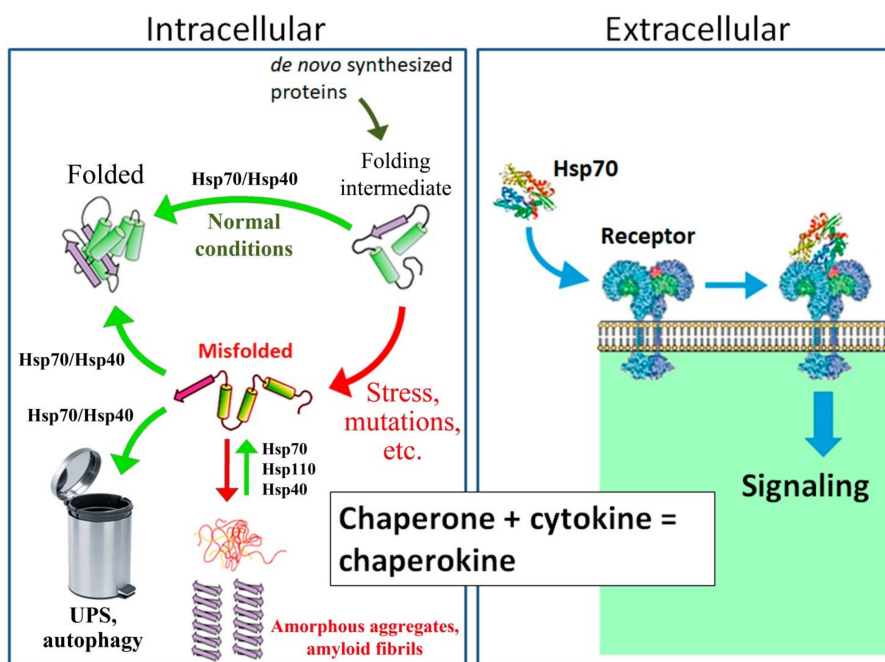 Intracellular
de novo synthesized
proteins
Folding
intermediate
Folded
Hsp70/Hsp40
Normal
conditions
Hsp70/Hsp40
Misfolded
Hsp70/Hsp40
Stress,
mutations,
etc.
Hsp70
Hsp110
Hsp40
UPS,
autophagy
Amorphous aggregates,
amyloid fibrils
Extracellular
Hsp70
Receptor
Signaling
Chaperone + cytokine =
chaperokine